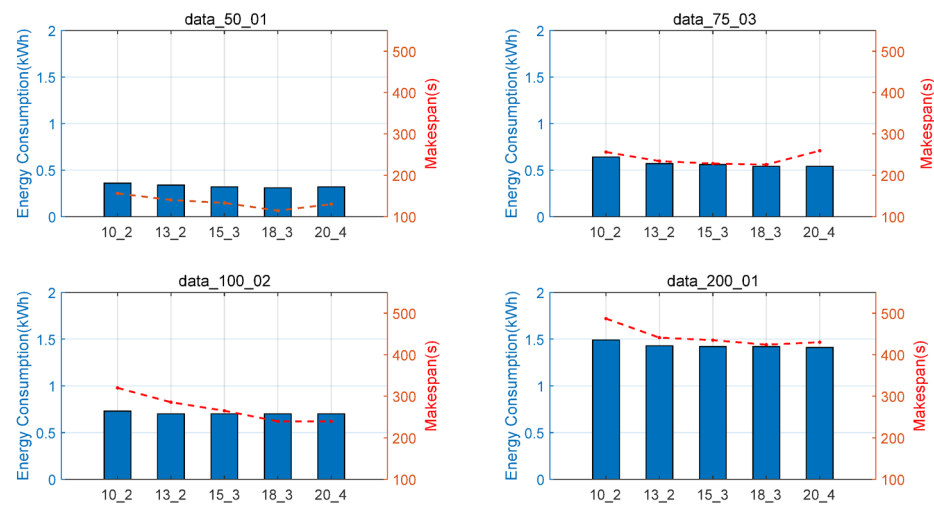 data_50_01
Energy Consumption(kWh)
2
1.5
1
0.5
0
500
400
300
200
100
Makespan(s)
10_2 13_2 15_3 18_3 20_4
data_75_03
Energy Consumption(kWh)
2
1.5
1
0.5
0
500
400
300
200
100
Makespan(s)
10_2 13_2 15_3 18_3 20_4
data_100_02
Energy Consumption(kWh)
2
1.5
1
0.5
0
500
400
300
200
100
Makespan(s)
10_2 13_2 15_3 18_3 20_4
data_200_01
Energy Consumption(kWh)
2
1.5
1
0.5
0
500
400
300
200
100
Makespan(s)
10_2 13_2 15_3 18_3 20_4